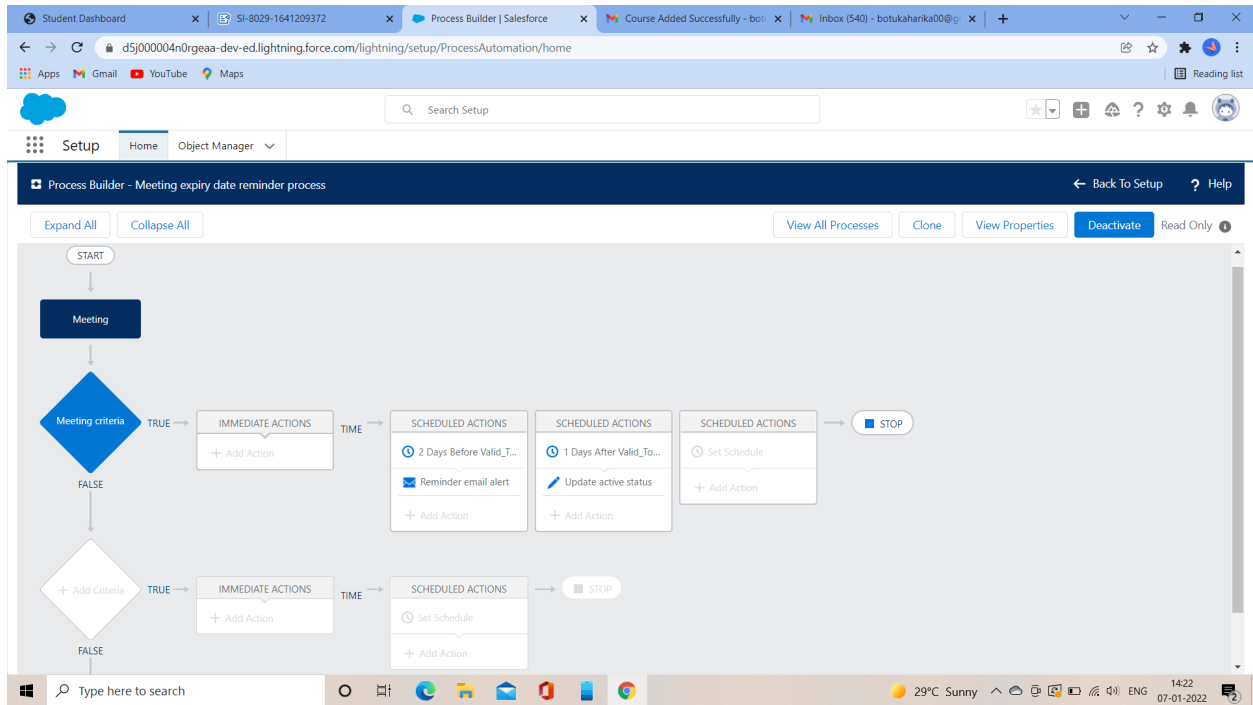 Student Dashboard
SI-8029-1641209372
Process Builder | Salesforce
Course Added Successfully - bot
Inbox (540) - botukaharika00@g
d5j000004n0rgeaa-dev-ed.lightning.force.com/lightning/setup/ProcessAutomation/home
Apps Gmail YouTube Maps Reading list
Search Setup
Setup Home Object Manager
Process Builder - Meeting expiry date reminder process Back To Setup ? Help
Expand All Collapse All View All Processes Clone View Properties Deactivate Read Only
START
Meeting
Meeting criteria TRUE IMMEDIATE ACTIONS TIME SCHEDULED ACTIONS SCHEDULED ACTIONS SCHEDULED ACTIONS STOP
+ Add Action 2 Days Before Valid_T... 1 Days After Valid_To... Set Schedule
FALSE Reminder email alert Update active status + Add Action
+ Add Action + Add Action
+ Add Criteria TRUE IMMEDIATE ACTIONS TIME SCHEDULED ACTIONS STOP
+ Add Action Set Schedule
FALSE + Add Action
Type here to search 29°C Sunny ENG 14:22
07-01-2022 2